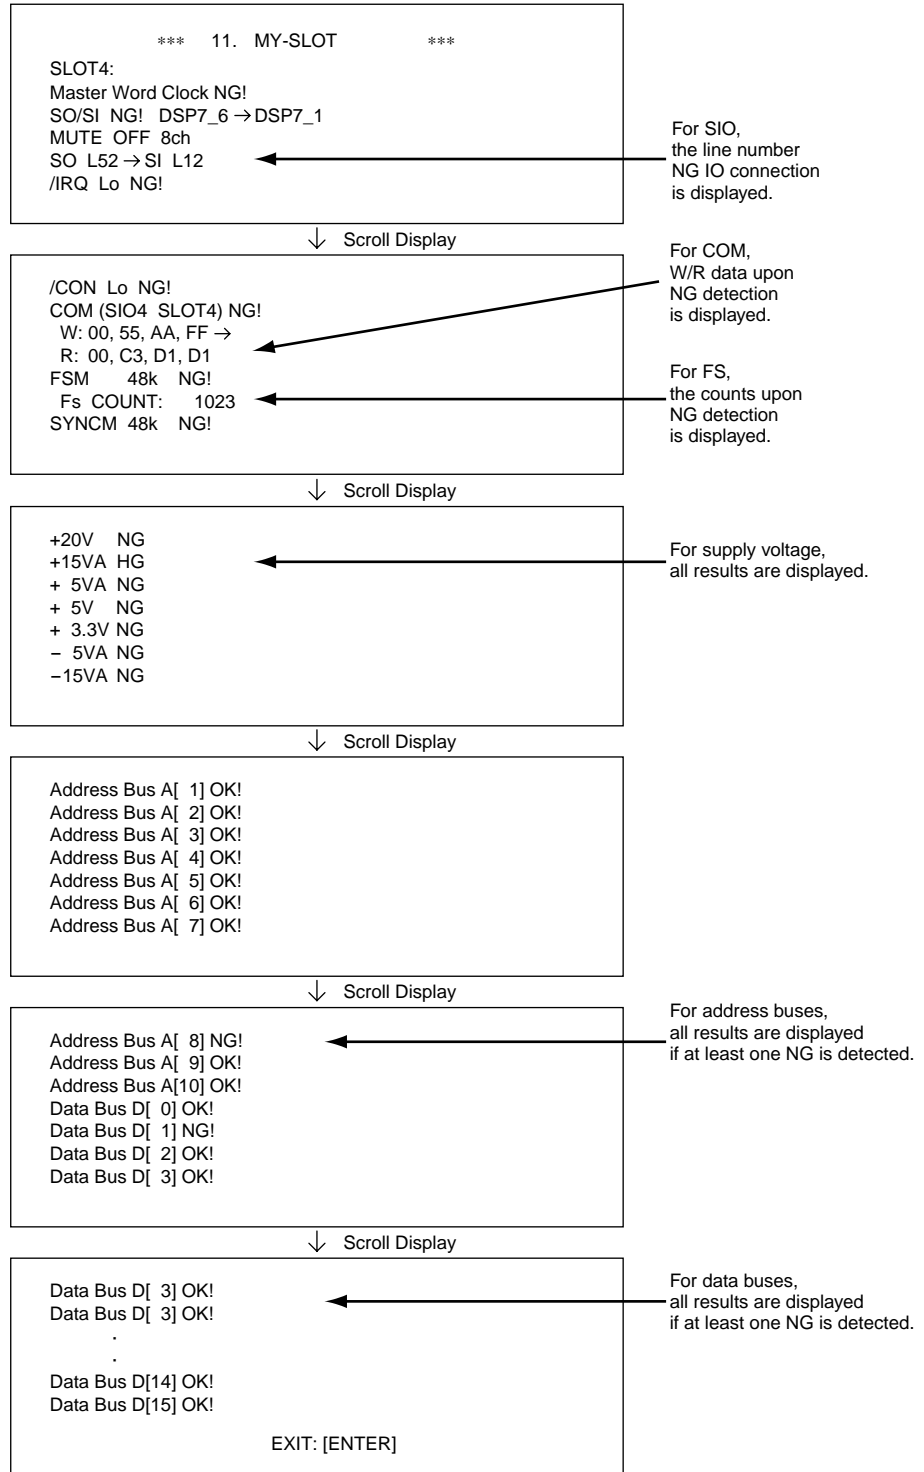 *** 11. MY-SLOT ***
SLOT4:
Master Word Clock NG!
SO/SI NG! DSP7_6 → DSP7_1
MUTE OFF 8ch
SO L52 → SI L12
/IRQ Lo NG!
For SIO,
the line number
NG IO connection
is displayed.
↓ Scroll Display
/CON Lo NG!
COM (SIO4 SLOT4) NG!
W: 00, 55, AA, FF →
R: 00, C3, D1, D1
FSM 48k NG!
Fs COUNT: 1023
SYNCM 48k NG!
For COM,
W/R data upon
NG detection
is displayed.
For FS,
the counts upon
NG detection
is displayed.
↓ Scroll Display
+20V NG
+15VA HG
+ 5VA NG
+ 5V NG
+ 3.3V NG
− 5VA NG
−15VA NG
For supply voltage,
all results are displayed.
↓ Scroll Display
Address Bus A[ 1] OK!
Address Bus A[ 2] OK!
Address Bus A[ 3] OK!
Address Bus A[ 4] OK!
Address Bus A[ 5] OK!
Address Bus A[ 6] OK!
Address Bus A[ 7] OK!
↓ Scroll Display
Address Bus A[ 8] NG!
Address Bus A[ 9] OK!
Address Bus A[10] OK!
Data Bus D[ 0] OK!
Data Bus D[ 1] NG!
Data Bus D[ 2] OK!
Data Bus D[ 3] OK!
For address buses,
all results are displayed
if at least one NG is detected.
↓ Scroll Display
Data Bus D[ 3] OK!
Data Bus D[ 3] OK!
.
.
Data Bus D[14] OK!
Data Bus D[15] OK!
EXIT: [ENTER]
For data buses,
all results are displayed
if at least one NG is detected.